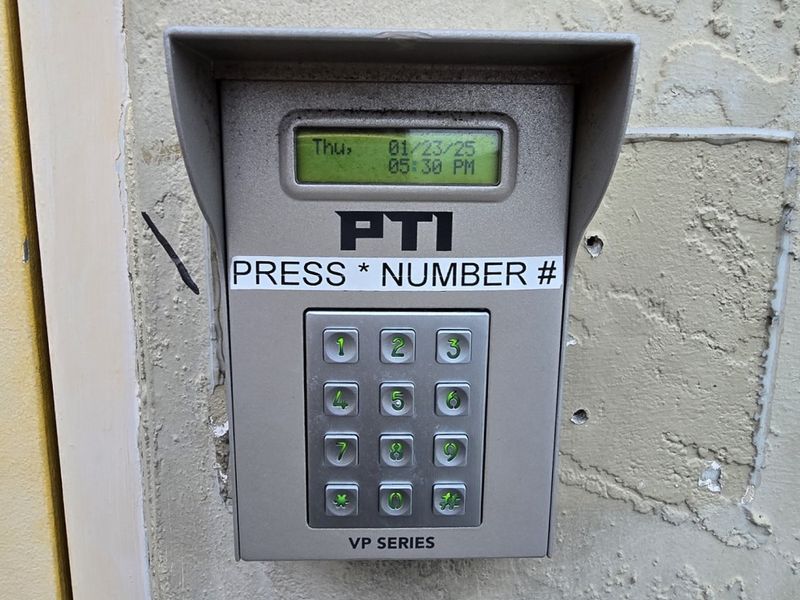 Thu, 01/23/25
05:30 PM
PTI
PRESS * NUMBER #
1 2 3
4 5 6
7 8 9
* 0 #
VP SERIES